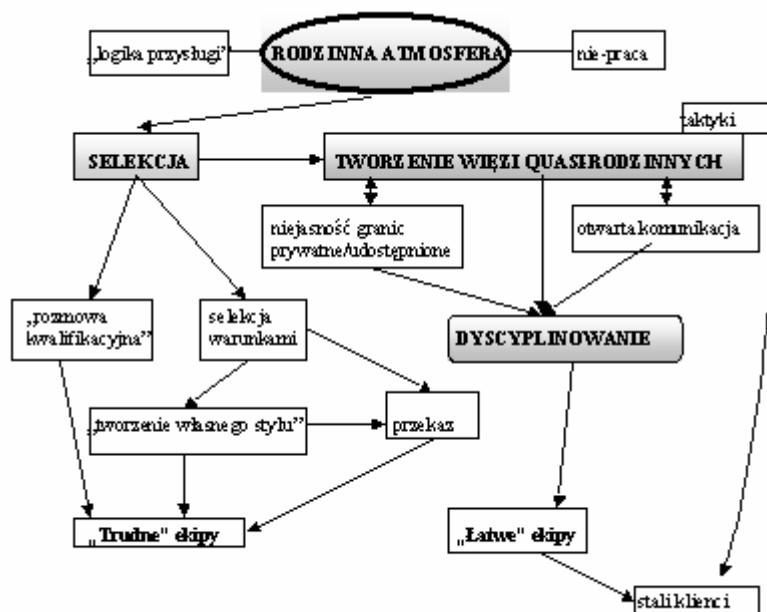 „logika przysługi”
RODZINNA ATMOSFERA
nie-praca
taktyki
SELEKCJA
TWORZENIE WIĘZI QUASIRODZINNYCH
niejasność granic
prywatne/udostępnione
otwarta komunikacja
„rozmowa
kwalifikacyjna”
selekcja
warunkami
DYSCYPLINOWANIE
„tworzenie własnego stylu”
przekaz
„Trudne“ ekipy
„Łatwe“ ekipy
stali klienci